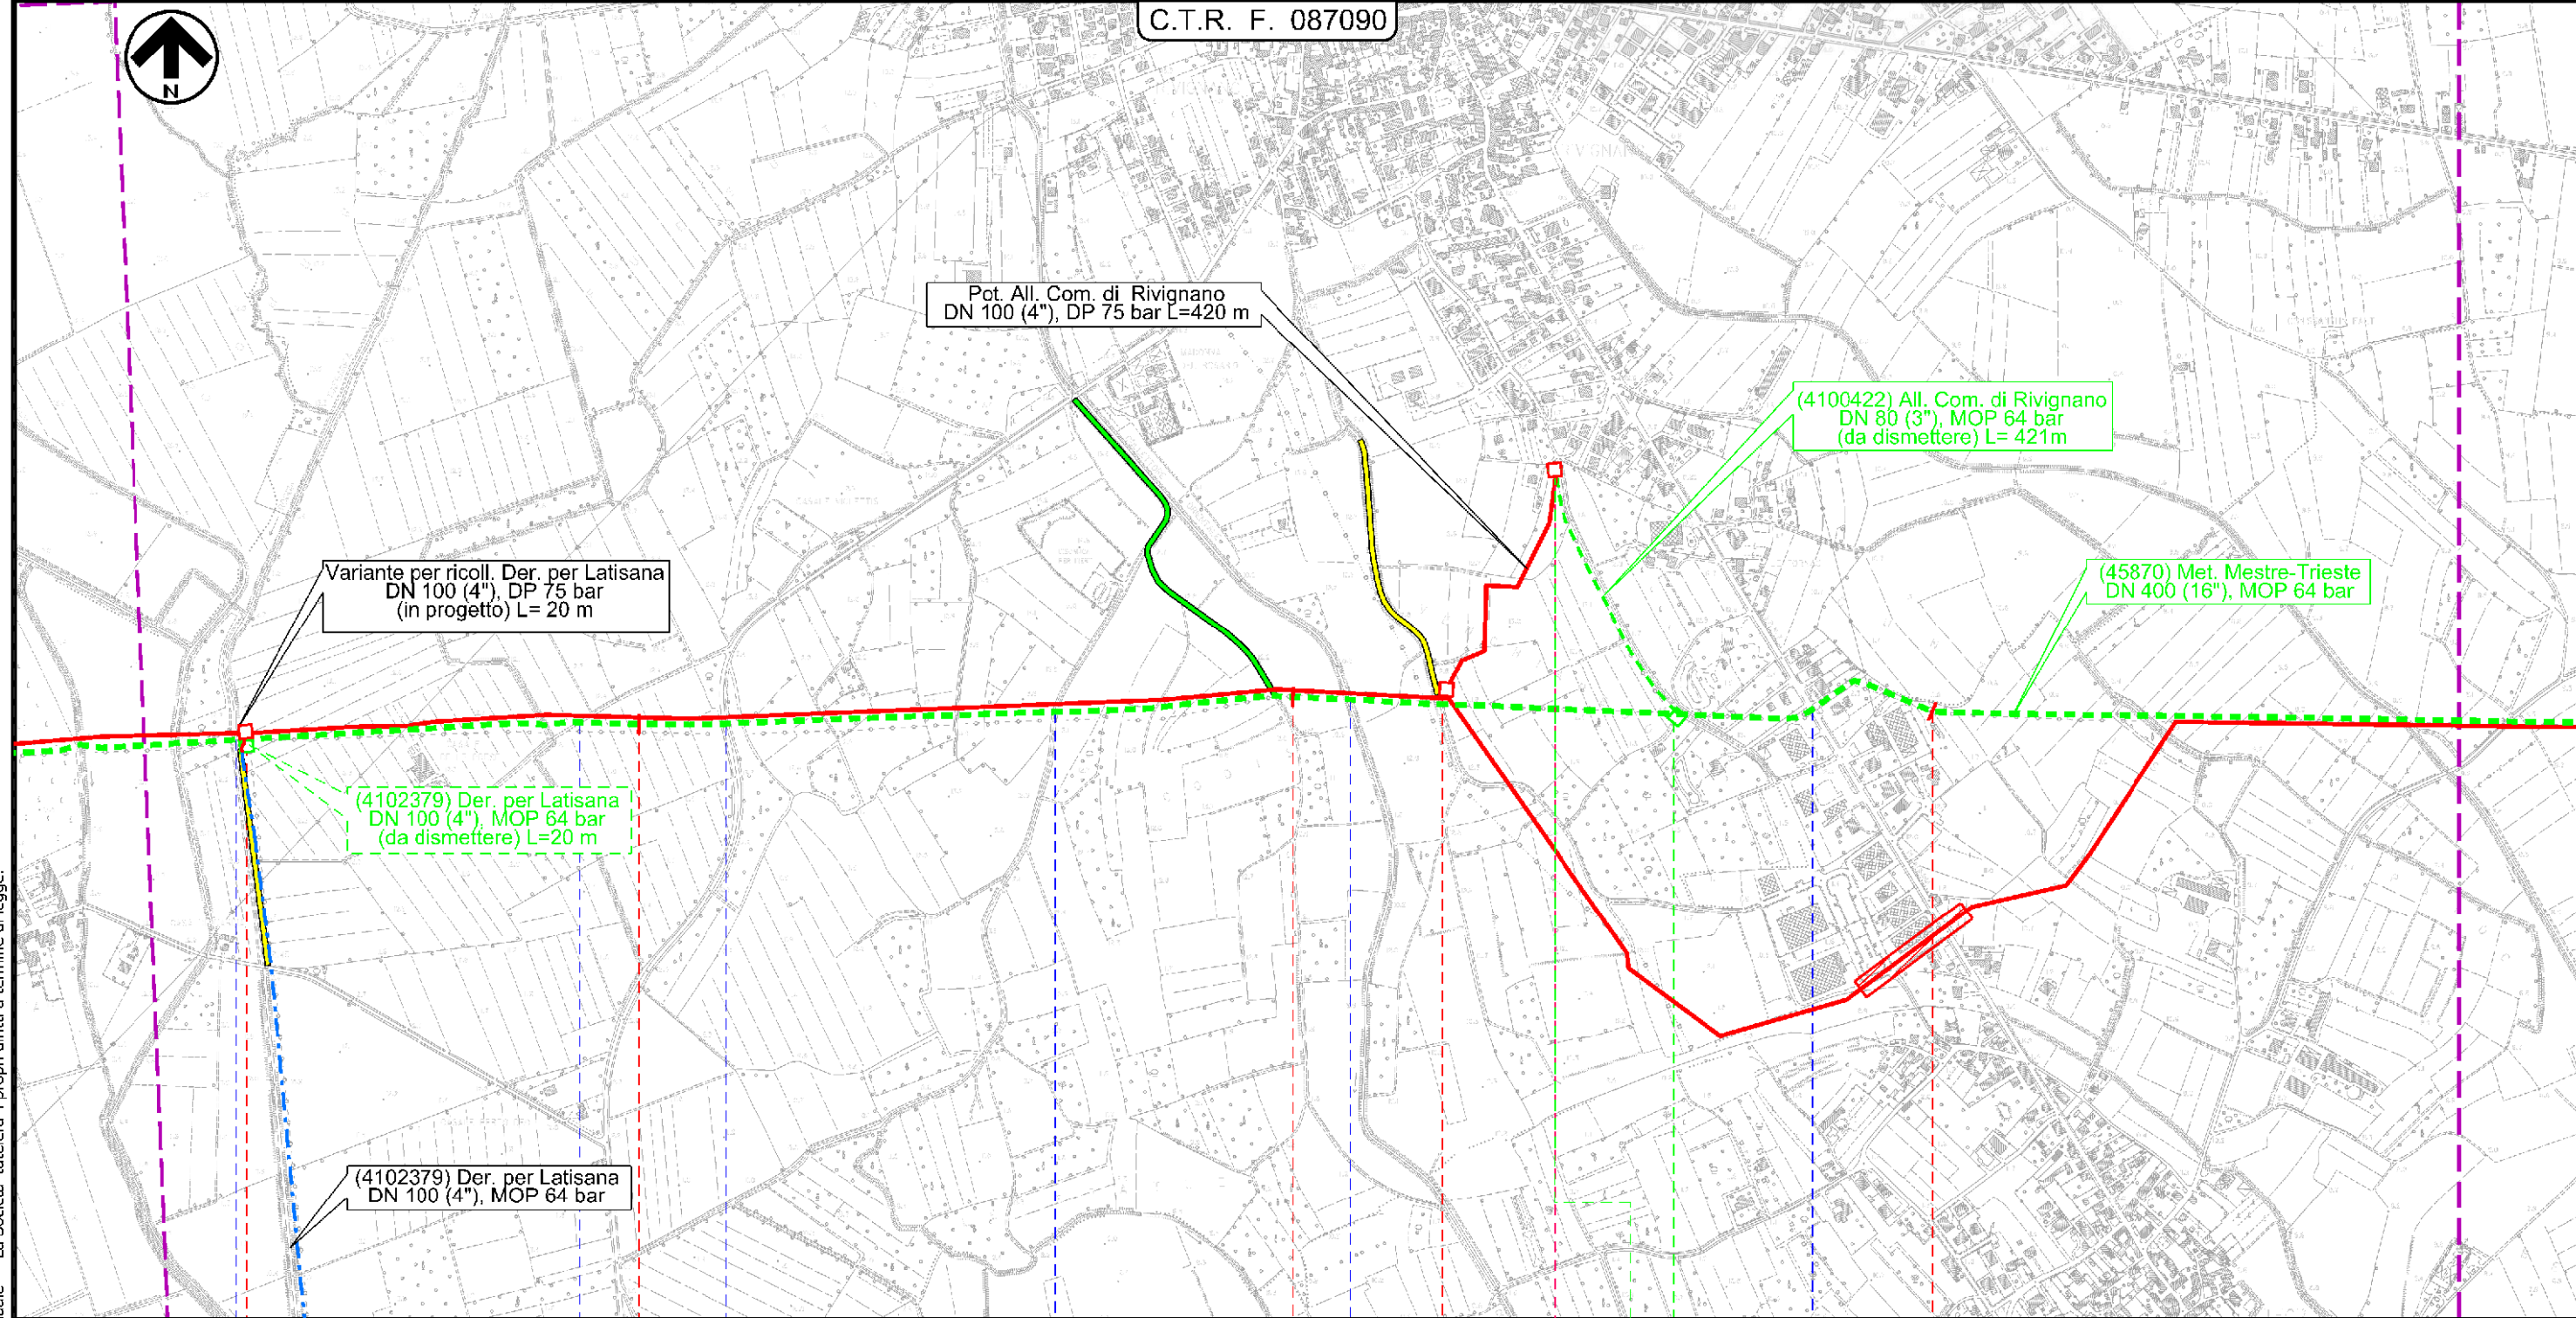 C.T.R. F. 087090
N
Pot. All. Com. di Rivignano
DN 100 (4"), DP 75 bar L=420 m
(4100422) All. Com. di Rivignano
DN 80 (3"), MOP 64 bar
(da dismettere) L= 421m
Variante per ricoll. Der. per Latisana
DN 100 (4"), DP 75 bar
(in progetto) L= 20 m
(45870) Met. Mestre-Trieste
DN 400 (16"), MOP 64 bar
(4102379) Der. per Latisana
DN 100 (4"), MOP 64 bar
(da dismettere) L=20 m
(4102379) Der. per Latisana
DN 100 (4"), MOP 64 bar